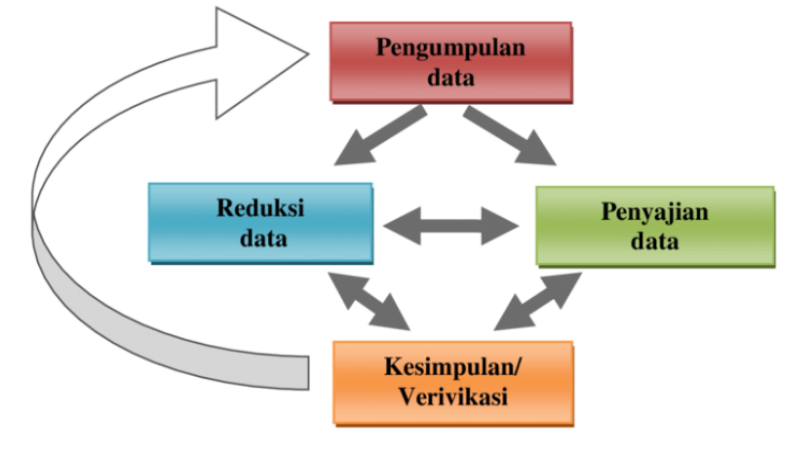 Pengumpulan
data
Reduksi
data
Penyajian
data
Kesimpulan/
Verivikasi